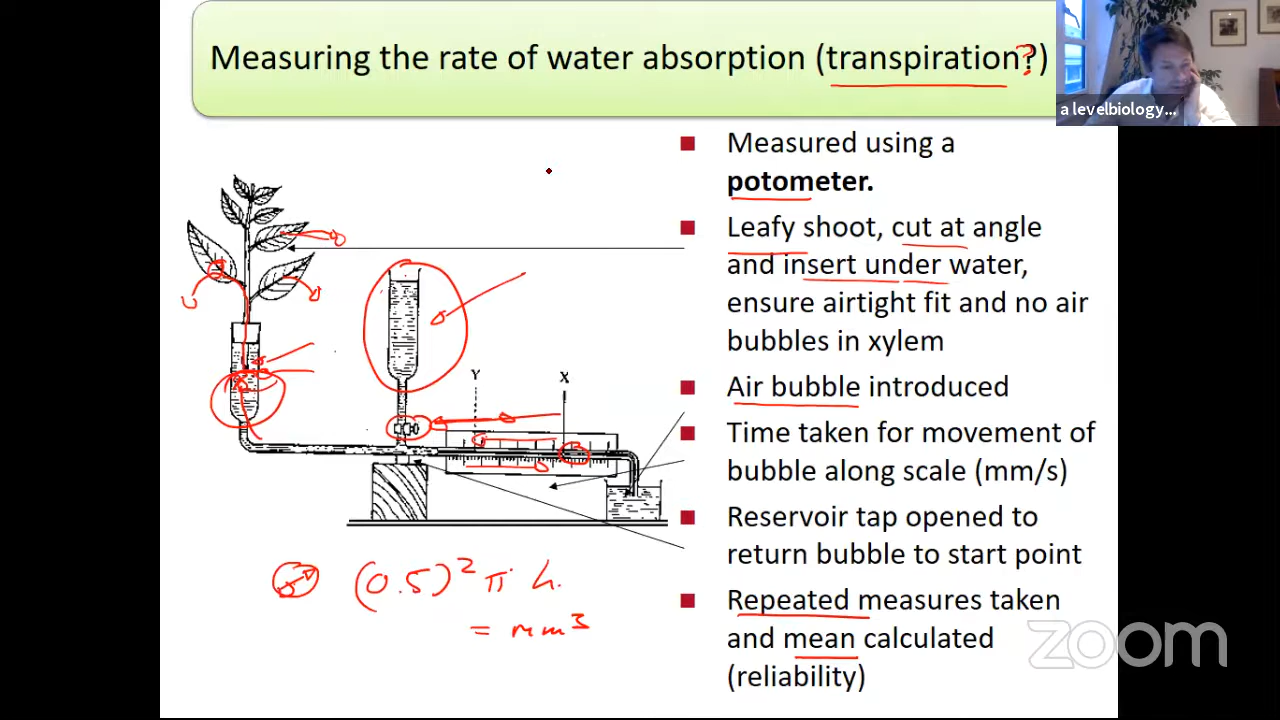 Measuring the rate of water absorption (transpiration?)
a levelbiology...
Measured using a
potometer.
Leafy shoot, cut at angle
and insert under water,
ensure airtight fit and no air
bubbles in xylem
Air bubble introduced
Time taken for movement of
bubble along scale (mm/s)
Reservoir tap opened to
return bubble to start point
Repeated measures taken
and mean calculated
(reliability)
Y
X
(0.5)² π h
= mm³
zoom